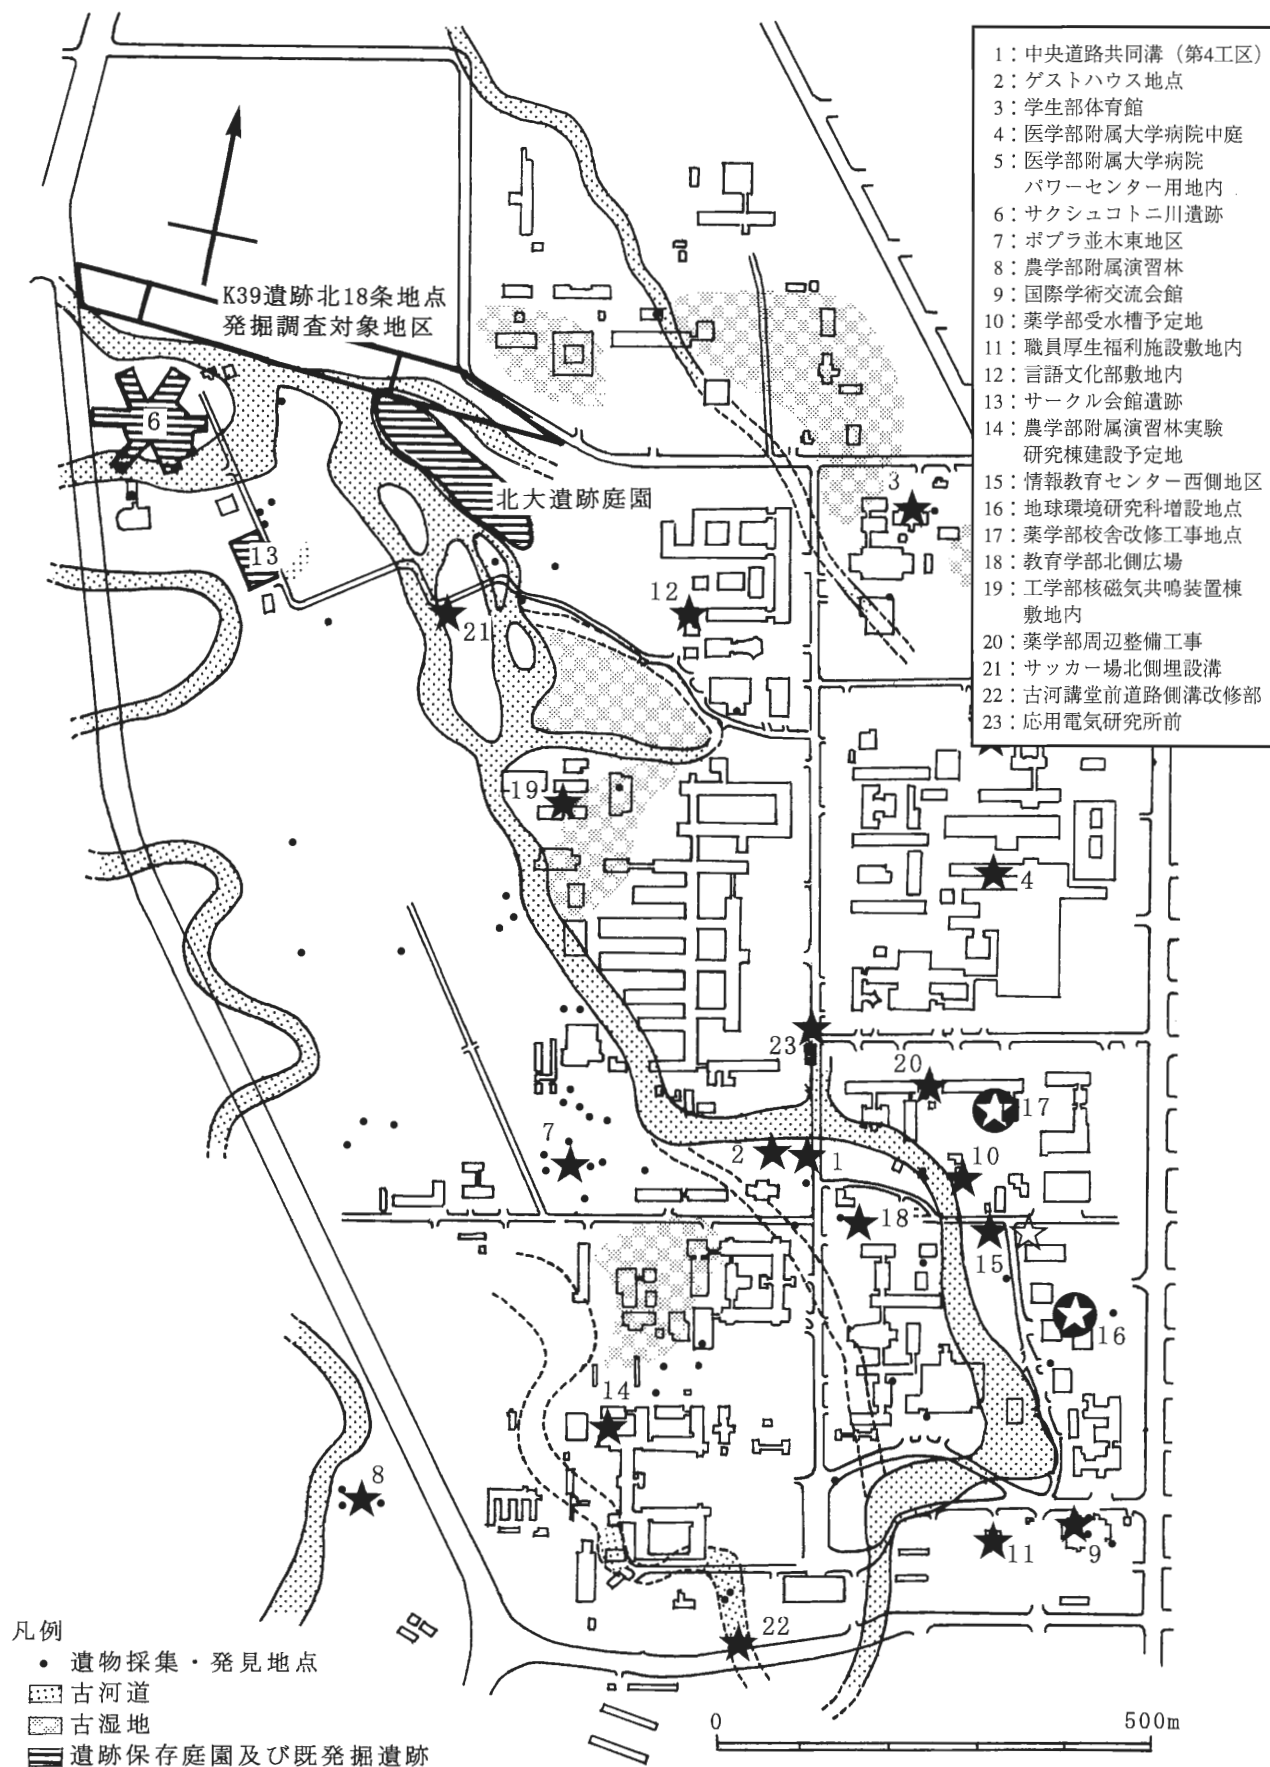 1：中央道路共同溝（第4工区）
2：ゲストハウス地点
3：学生部体育館
4：医学部附属大学病院中庭
5：医学部附属大学病院
パワーセンター用地内
6：サクシュコトニ川遺跡
7：ポプラ並木東地区
8：農学部附属演習林
9：国際学術交流会館
10：薬学部受水槽予定地
11：職員厚生福利施設敷地内
12：言語文化部敷地内
13：サークル会館遺跡
14：農学部附属演習林実験
研究棟建設予定地
15：情報教育センター西側地区
16：地球環境研究科増設地点
17：薬学部校舎改修工事地点
18：教育学部北側広場
19：工学部核磁気共鳴装置棟
敷地内
20：薬学部周辺整備工事
21：サッカー場北側埋設溝
22：古河講堂前道路側溝改修部
23：応用電気研究所前
K39遺跡北18条地点
発掘調査対象地区
6
3
北大遺跡庭園
13
12
21
19
4
23
20
17
7
2
1
10
18
15
16
14
8
11
9
22
凡例
• 遺物採集・発見地点
古河道
古湿地
遺跡保存庭園及び既発掘遺跡
0
500m